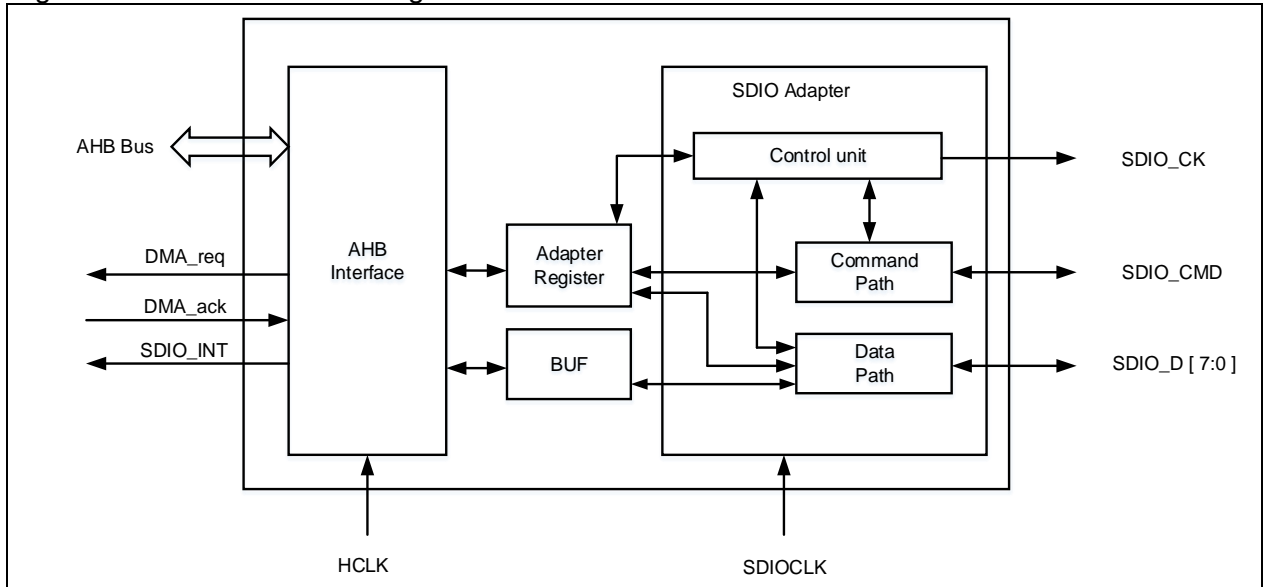 SDIO Adapter
AHB Bus
Control unit
SDIO_CK
DMA_req
AHB
Interface
Adapter
Register
Command
Path
SDIO_CMD
DMA_ack
SDIO_INT
BUF
Data
Path
SDIO_D [ 7:0 ]
HCLK
SDIOCLK